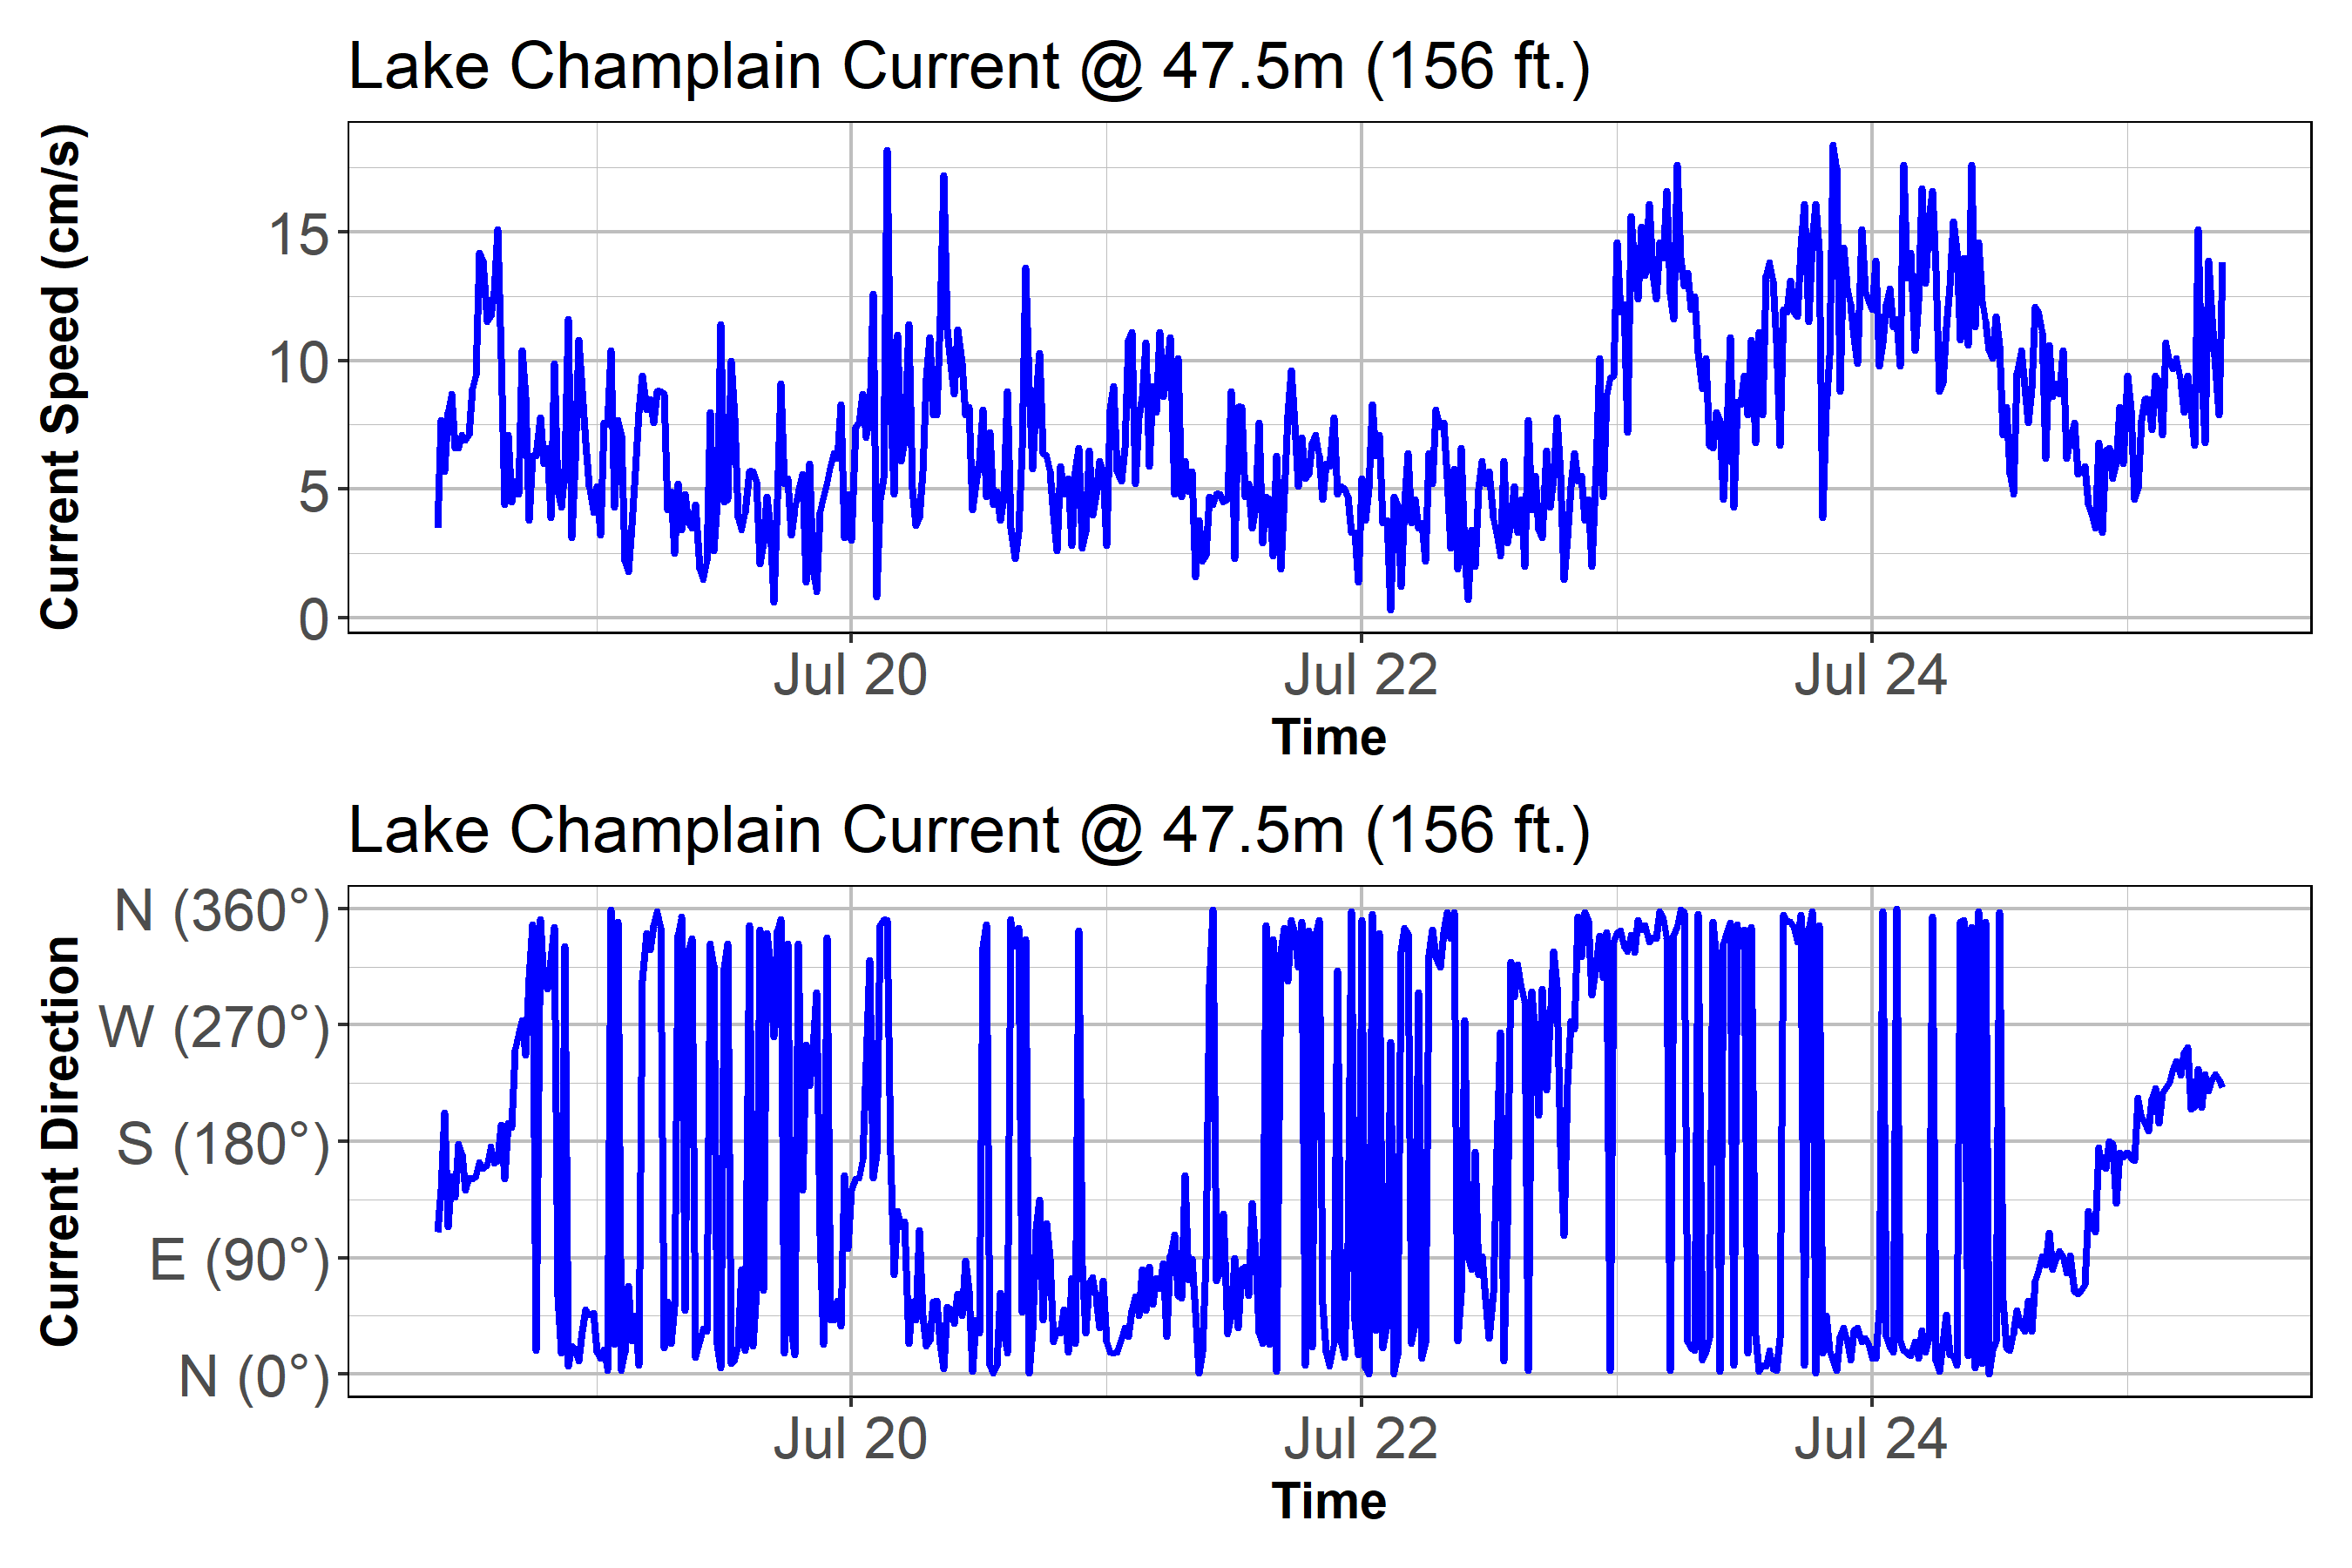 Lake Champlain Current @ 47.5m (156 ft.)
Current Speed (cm/s)
15
10
5
0
Jul 20 Jul 22 Jul 24
Time
Lake Champlain Current @ 47.5m (156 ft.)
Current Direction
N (360°)
W (270°)
S (180°)
E (90°)
N (0°)
Jul 20 Jul 22 Jul 24
Time